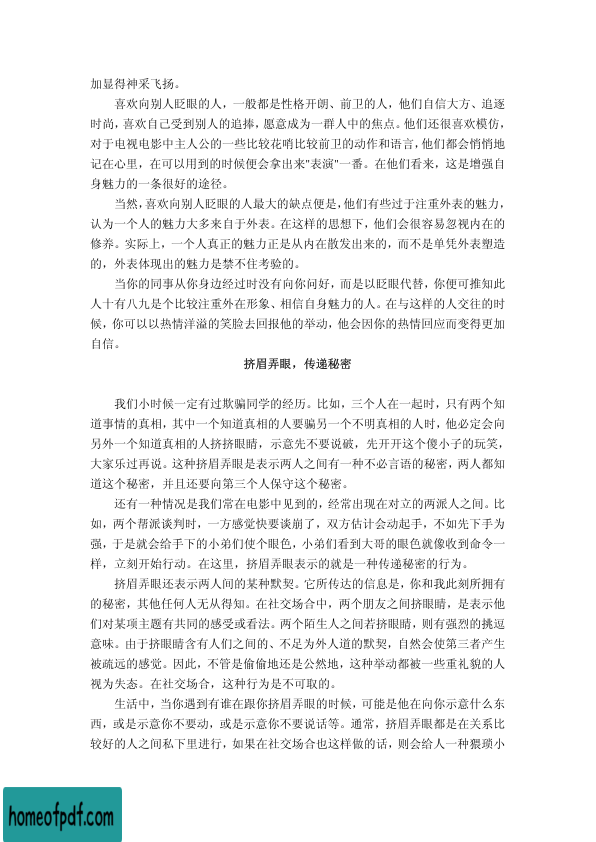 加显得神采飞扬。
喜欢向别人眨眼的人，一般都是性格开朗、前卫的人，他们自信大方、追逐
时尚，喜欢自己受到别人的追捧，愿意成为一群人中的焦点。他们还很喜欢模仿，
对于电视电影中主人公的一些比较花哨比较前卫的动作和语言，他们都会悄悄地
记在心里，在可以用到的时候便会拿出来"表演"一番。在他们看来，这是增强自
身魅力的一条很好的途径。
当然，喜欢向别人眨眼的人最大的缺点便是，他们有些过于注重外表的魅力，
认为一个人的魅力大多来自于外表。在这样的思想下，他们会很容易忽视内在的
修养。实际上，一个人真正的魅力正是从内在散发出来的，而不是单凭外表塑造
的，外表体现出的魅力是禁不住考验的。
当你的同事从你身边经过时没有向你问好，而是以眨眼代替，你便可推知此
人十有八九是个比较注重外在形象、相信自身魅力的人。在与这样的人交往的时
候，你可以以热情洋溢的笑脸去回报他的举动，他会因你的热情回应而变得更加
自信。
挤眉弄眼，传递秘密
我们小时候一定有过欺骗同学的经历。比如，三个人在一起时，只有两个知
道事情的真相，其中一个知道真相的人要骗另一个不明真相的人时，他必定会向
另外一个知道真相的人挤挤眼睛，示意先不要说破，先开开这个傻小子的玩笑，
大家乐过再说。这种挤眉弄眼是表示两人之间有一种不必言语的秘密，两人都知
道这个秘密，并且还要向第三个人保守这个秘密。
还有一种情况是我们常在电影中见到的，经常出现在对立的两派人之间。比
如，两个帮派谈判时，一方感觉快要谈崩了，双方估计会动起手，不如先下手为
强，于是就会给手下的小弟们使个眼色，小弟们看到大哥的眼色就像收到命令一
样，立刻开始行动。在这里，挤眉弄眼表示的就是一种传递秘密的行为。
挤眉弄眼还表示两人间的某种默契。它所传达的信息是，你和我此刻所拥有
的秘密，其他任何人无从得知。在社交场合中，两个朋友之间挤眼睛，是表示他
们对某项主题有共同的感受或看法。两个陌生人之间若挤眼睛，则有强烈的挑逗
意味。由于挤眼睛含有人们之间的、不足为外人道的默契，自然会使第三者产生
被疏远的感觉。因此，不管是偷偷地还是公然地，这种举动都被一些重礼貌的人
视为失态。在社交场合，这种行为是不可取的。
生活中，当你遇到有谁在跟你挤眉弄眼的时候，可能是他在向你示意什么东
西，或是示意你不要动，或是示意你不要说话等。通常，挤眉弄眼都是在关系比
较好的人之间私下里进行，如果在社交场合也这样做的话，则会给人一种猥琐小
homeofpdf.com